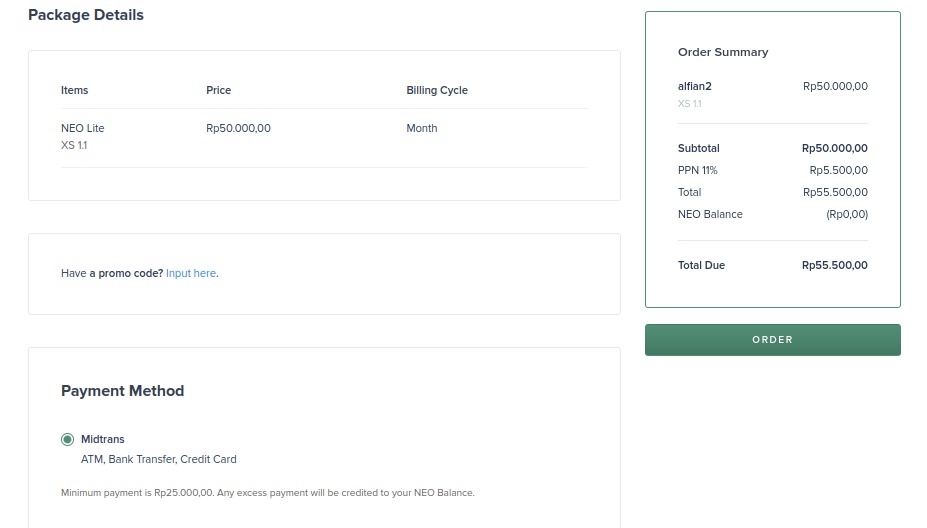 Package Details
Items Price Billing Cycle
NEO Lite Rp50.000,00 Month
XS 1.1
Have a promo code? Input here.
Payment Method
Midtrans
ATM, Bank Transfer, Credit Card
Minimum payment is Rp25.000,00. Any excess payment will be credited to your NEO Balance.
Order Summary
alfian2 Rp50.000,00
XS 1.1
Subtotal Rp50.000,00
PPN 11% Rp5.500,00
Total Rp55.500,00
NEO Balance (Rp0,00)
Total Due Rp55.500,00
ORDER